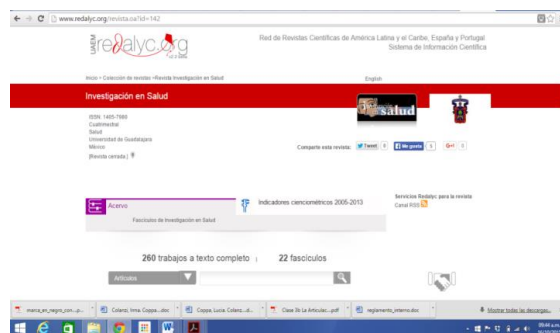 www.redalyc.org/revista.oa?id=142
UAEM
redalyc.org
Red de Revistas Científicas de América Latina y el Caribe, España y Portugal
Sistema de Información Científica
Inicio > Colección de revistas >Revista Investigación en Salud
English
Investigación en Salud
salud
Cuatrimestral
Salud
Universidad de Guadalajara
México
[Revista cerrada]
Comparte esta revista:
Tweet
Me gusta
G+1
Servicios Redalyc para la revista
Canal RSS
Acervo
Indicadores cienciométricos 2005-2013
Fascículos de Investigación en Salud
260 trabajos a texto completo |
22 fascículos
Artículos
Mostrar todas las descargas...